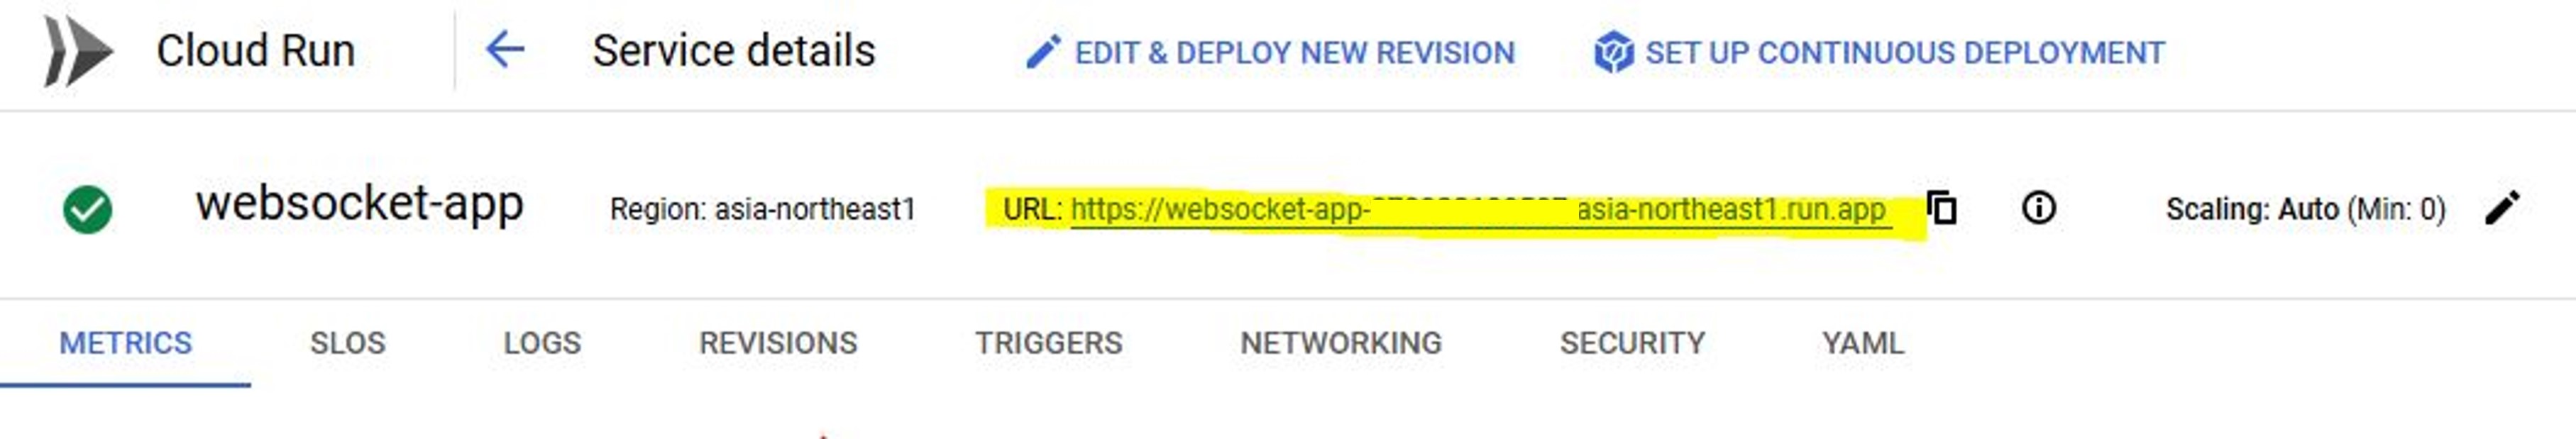 Cloud Run Service details EDIT & DEPLOY NEW REVISION SET UP CONTINUOUS DEPLOYMENT
websocket-app Region: asia-northeast1 URL: https://websocket-app- asia-northeast1.run.app Scaling: Auto (Min: 0)
METRICS SLOS LOGS REVISIONS TRIGGERS NETWORKING SECURITY YAML